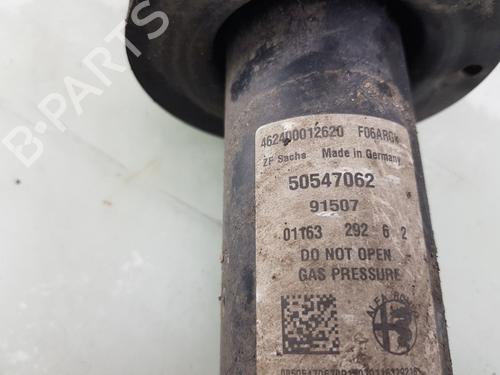 462400012620 F06ARGK
ZF Sachs Made in Germany
50547062
91507
01163 292 6 2
DO NOT OPEN
GAS PRESSURE
ALFA ROMEO
B-PARTS